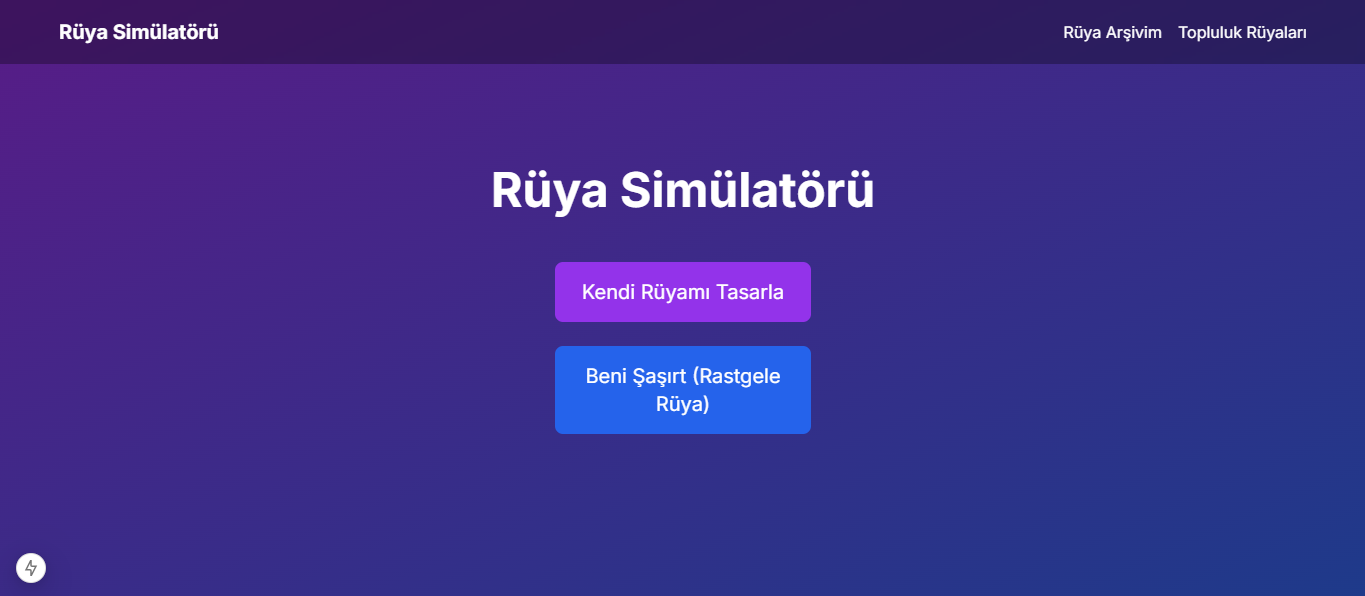 Rüya Simülatörü
Rüya Arşivim
Topluluk Rüyaları
Rüya Simülatörü
Kendi Rüyamı Tasarla
Beni Şaşırt (Rastgele
Rüya)